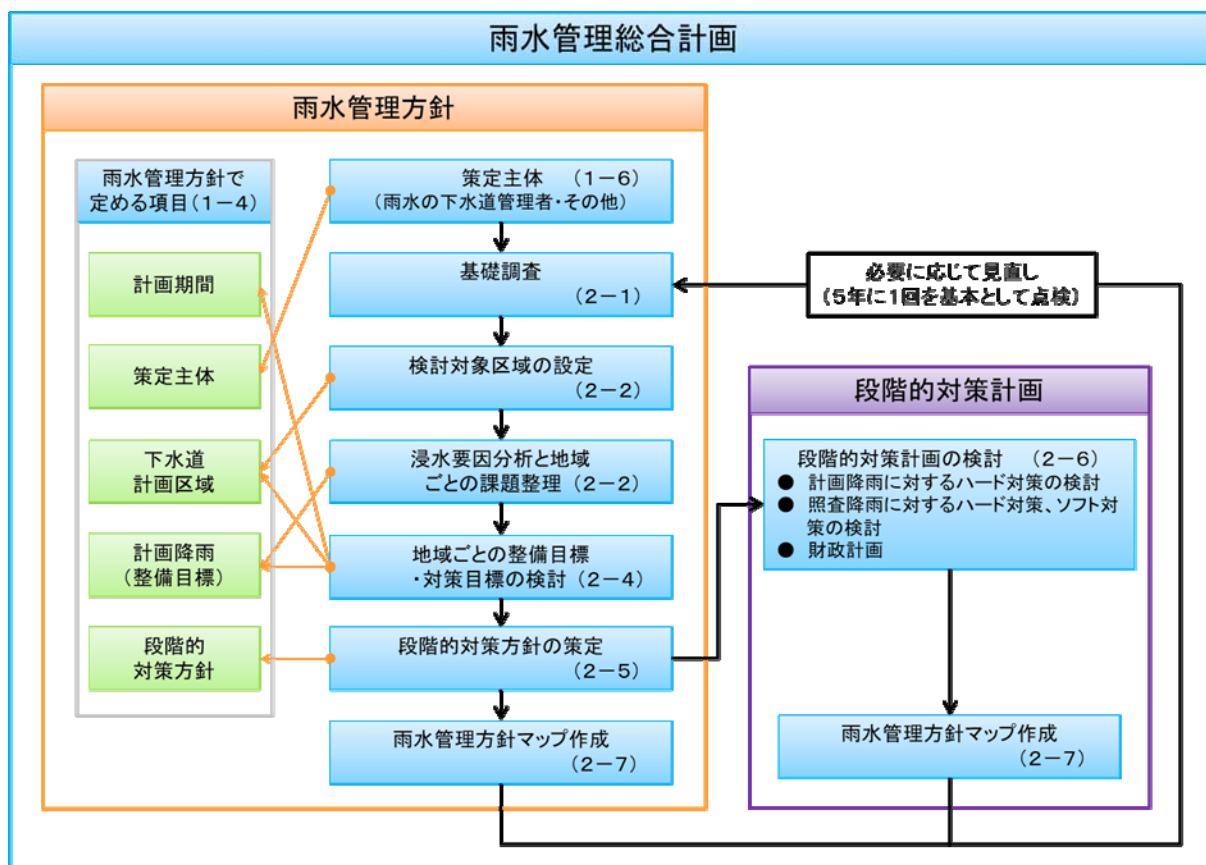 雨水管理総合計画
雨水管理方針
雨水管理方針で
定める項目(1-4)
計画期間
策定主体
下水道
計画区域
計画降雨
(整備目標)
段階的
対策方針
策定主体 (1-6)
(雨水の下水道管理者・その他)
基礎調査
(2-1)
検討対象区域の設定
(2-2)
浸水要因分析と地域
ごとの課題整理(2-2)
地域ごとの整備目標
・対策目標の検討(2-4)
段階的対策方針の策定
(2-5)
雨水管理方針マップ作成
(2-7)
必要に応じて見直し
(5年に1回を基本として点検)
段階的対策計画
段階的対策計画の検討 (2-6)
● 計画降雨に対するハード対策の検討
● 照査降雨に対するハード対策、ソフト対
策の検討
● 財政計画
雨水管理方針マップ作成
(2-7)